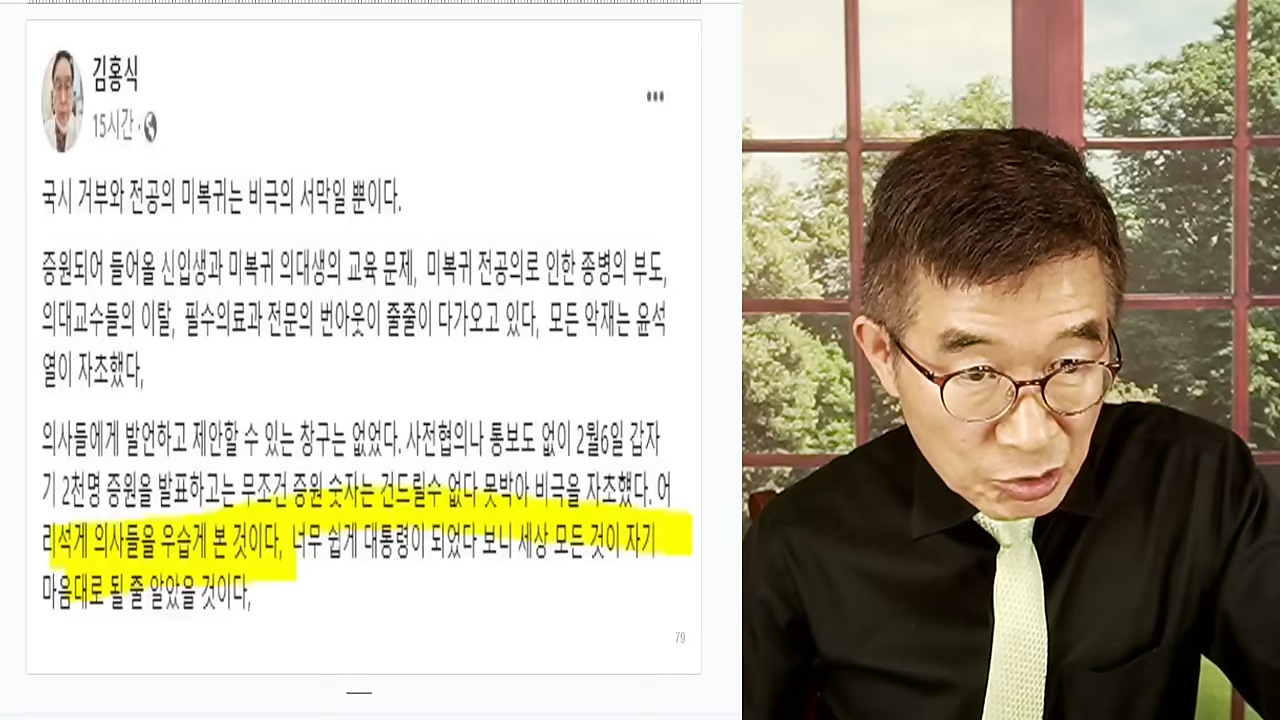 김홍식
15시간 ·
국시 거부와 전공의 미복귀는 비극의 서막일 뿐이다.
증원되어 들어올 신입생과 미복귀 의대생의 교육 문제, 미복귀 전공의로 인한 종병의 부도,
의대교수들의 이탈, 필수의료과 전문의 번아웃이 줄줄이 다가오고 있다, 모든 악재는 윤석
열이 자초했다,
의사들에게 발언하고 제안할 수 있는 창구는 없었다. 사전협의나 통보도 없이 2월6일 갑자
기 2천명 증원을 발표하고는 무조건 증원 숫자는 건드릴수 없다 못박아 비극을 자초했다. 어
리석게 의사들을 우습게 본 것이다, 너무 쉽게 대통령이 되었다 보니 세상 모든 것이 자기
마음대로 될 줄 알았을 것이다,
79